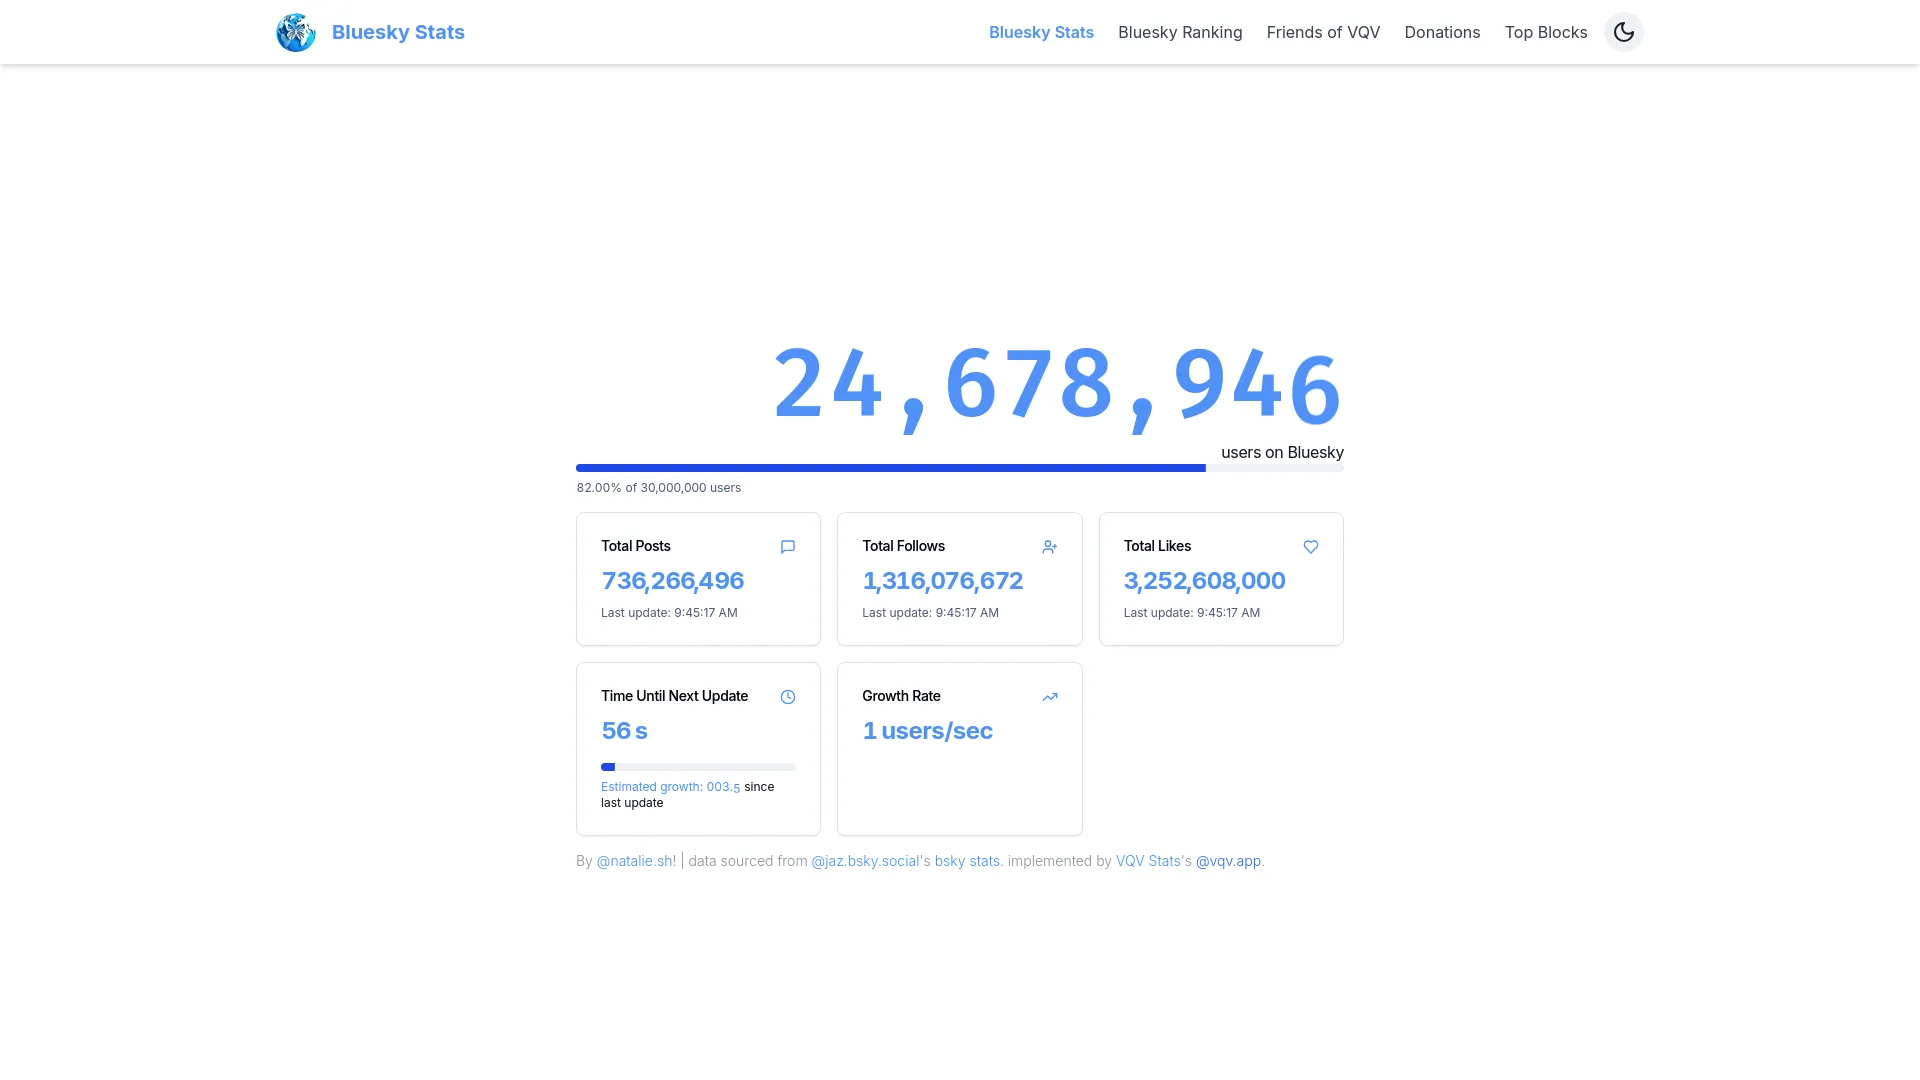 Bluesky Stats
Bluesky Stats Bluesky Ranking Friends of VQV Donations Top Blocks
24,678,946
users on Bluesky
82.00% of 30,000,000 users
Total Posts
736,266,496
Last update: 9:45:17 AM
Total Follows
1,316,076,672
Last update: 9:45:17 AM
Total Likes
3,252,608,000
Last update: 9:45:17 AM
Time Until Next Update
56 s
Estimated growth: 003.5 since
last update
Growth Rate
1 users/sec
By @natalie.sh! | data sourced from @jaz.bsky.social's bsky stats. implemented by VQV Stats's @vqv.app.